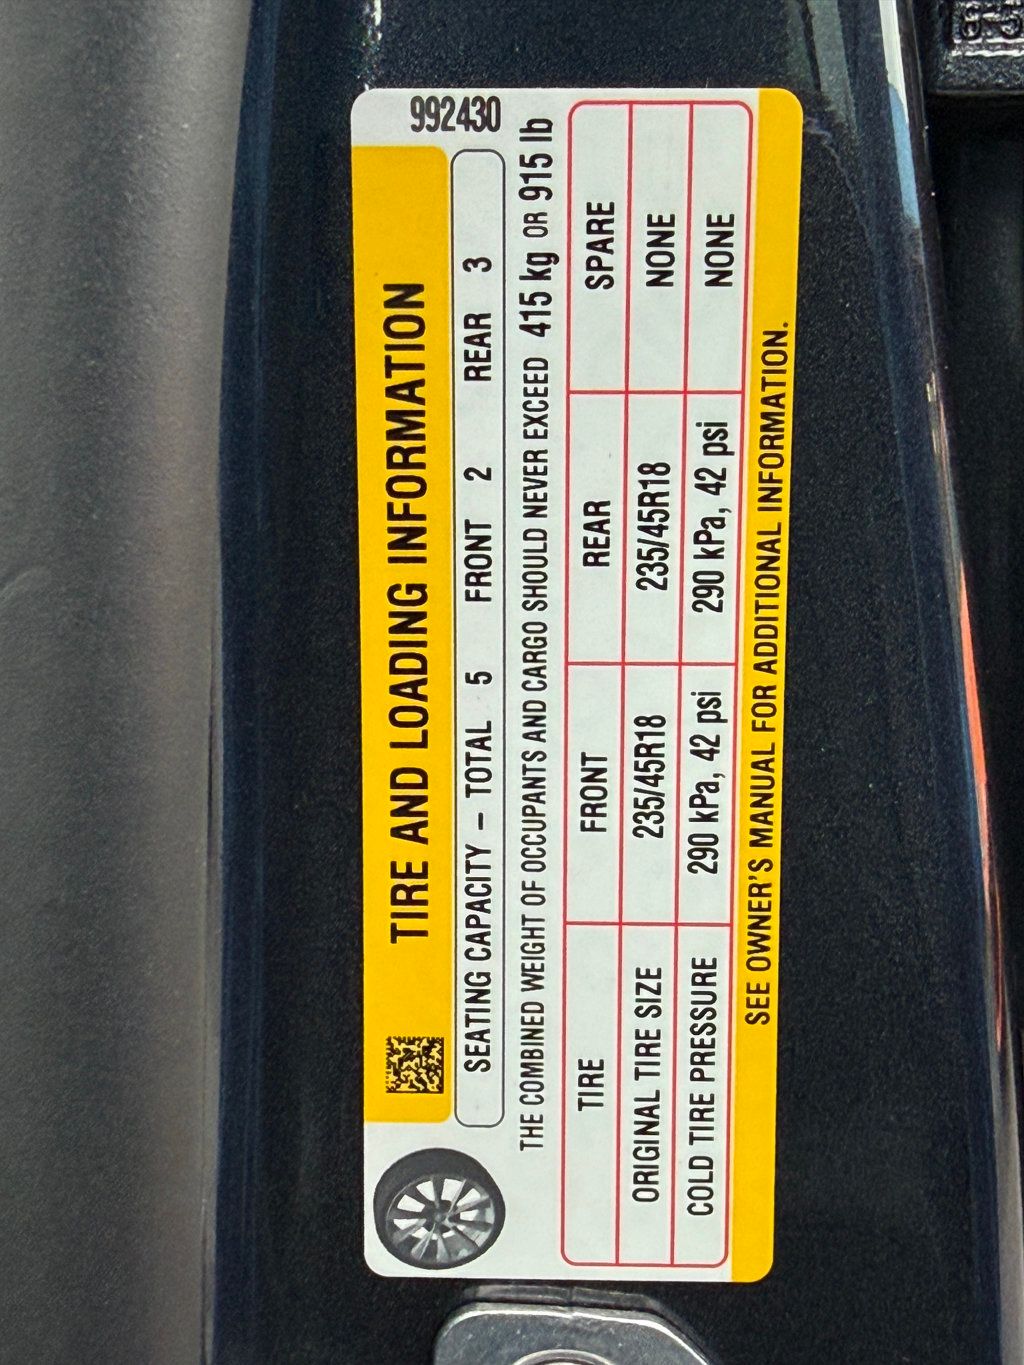 992430
TIRE AND LOADING INFORMATION
SEATING CAPACITY – TOTAL 5 FRONT 2 REAR 3
THE COMBINED WEIGHT OF OCCUPANTS AND CARGO SHOULD NEVER EXCEED 415 kg OR 915 lb
TIRE FRONT REAR SPARE
ORIGINAL TIRE SIZE 235/45R18 235/45R18 NONE
COLD TIRE PRESSURE 290 kPa, 42 psi 290 kPa, 42 psi NONE
SEE OWNER'S MANUAL FOR ADDITIONAL INFORMATION.